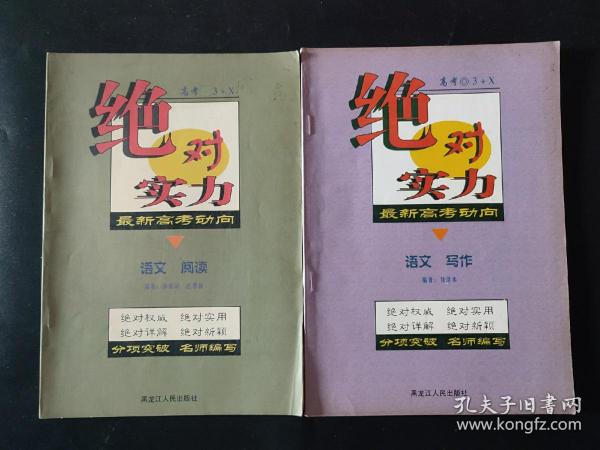 高考 3+X
绝对实力
最新高考动向
语文 阅读
编著：
绝对权威 绝对实用
绝对详解 绝对新颖
分项突破 名师编写
黑龙江人民出版社
高考◎3+X
绝对实力
最新高考动向
语文 写作
编著：
绝对权威 绝对实用
绝对详解 绝对新颖
分项突破 名师编写
黑龙江人民出版社
孔夫子旧书网
www.kongfz.com